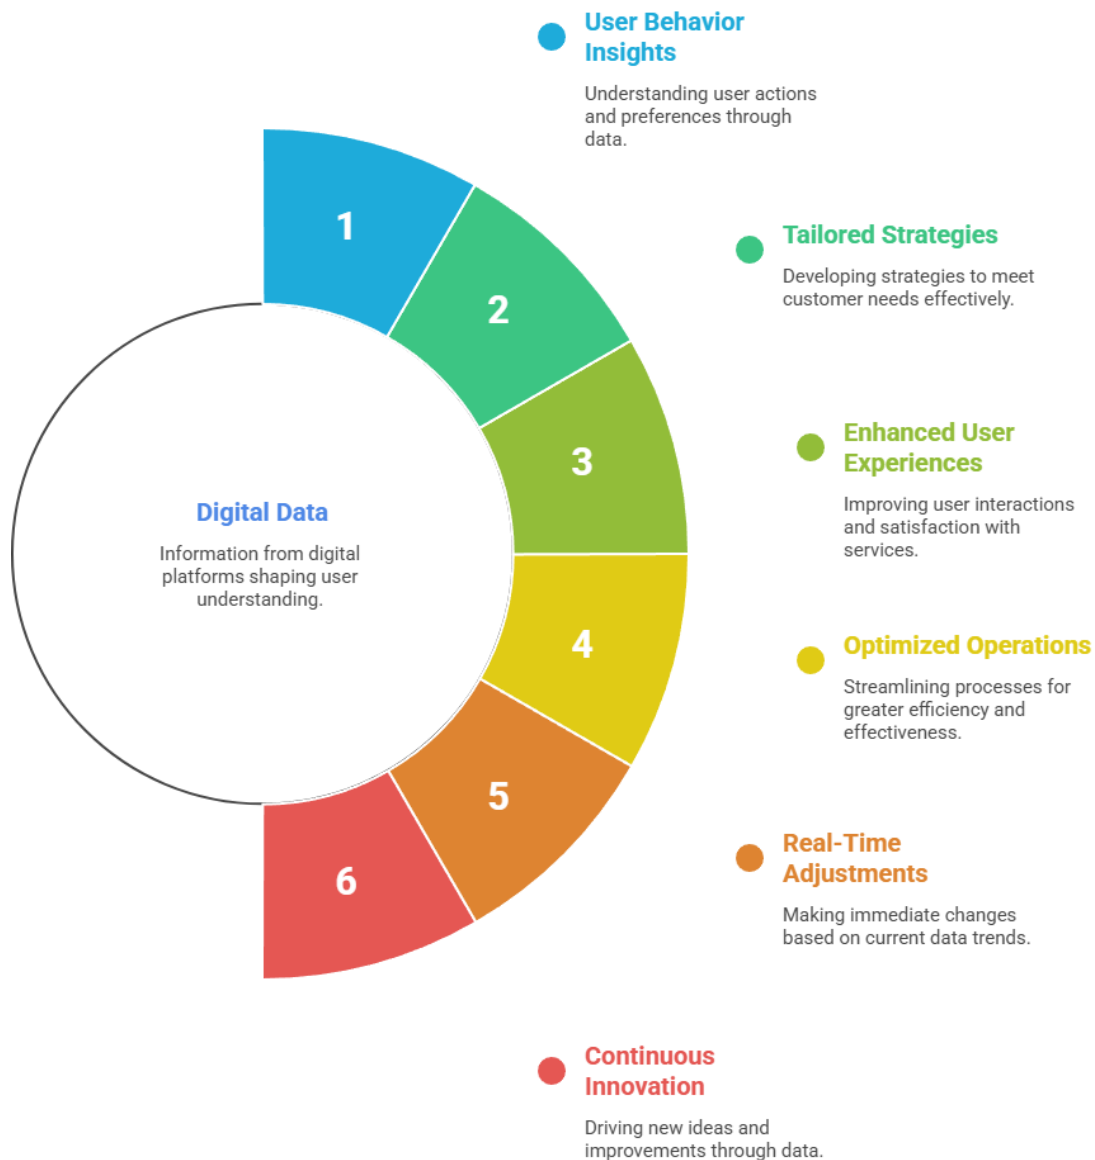 User Behavior
Insights
Understanding user actions
and preferences through
data.
1
Tailored Strategies
Developing strategies to meet
customer needs effectively.
2
Enhanced User
Experiences
Improving user interactions
and satisfaction with
services.
3
Digital Data
Information from digital
platforms shaping user
understanding.
Optimized Operations
Streamlining processes for
greater efficiency and
effectiveness.
4
Real-Time
Adjustments
Making immediate changes
based on current data trends.
5
6
Continuous
Innovation
Driving new ideas and
improvements through data.